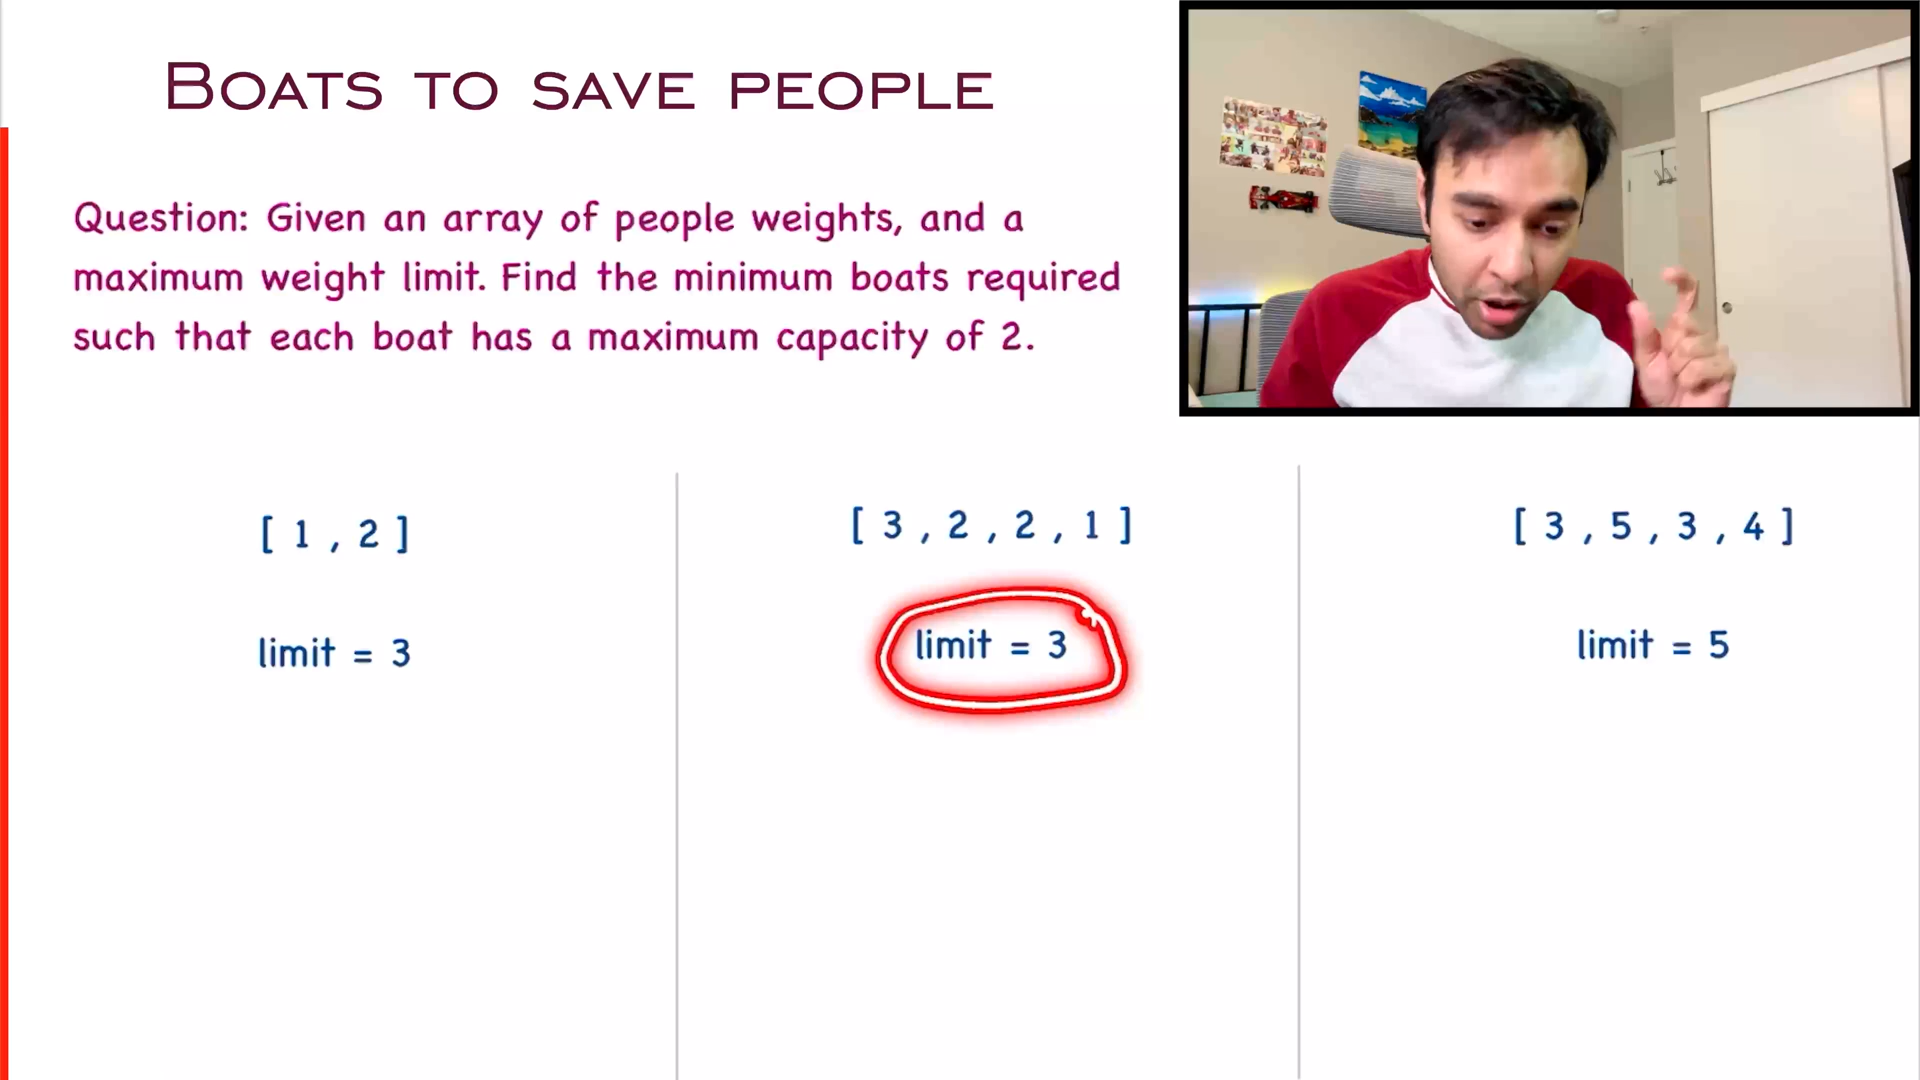 BOATS TO SAVE PEOPLE
Question: Given an array of people weights, and a
maximum weight limit. Find the minimum boats required
such that each boat has a maximum capacity of 2.
[ 1 , 2 ]
limit = 3
[ 3 , 2 , 2 , 1 ]
limit = 3
[ 3 , 5 , 3 , 4 ]
limit = 5